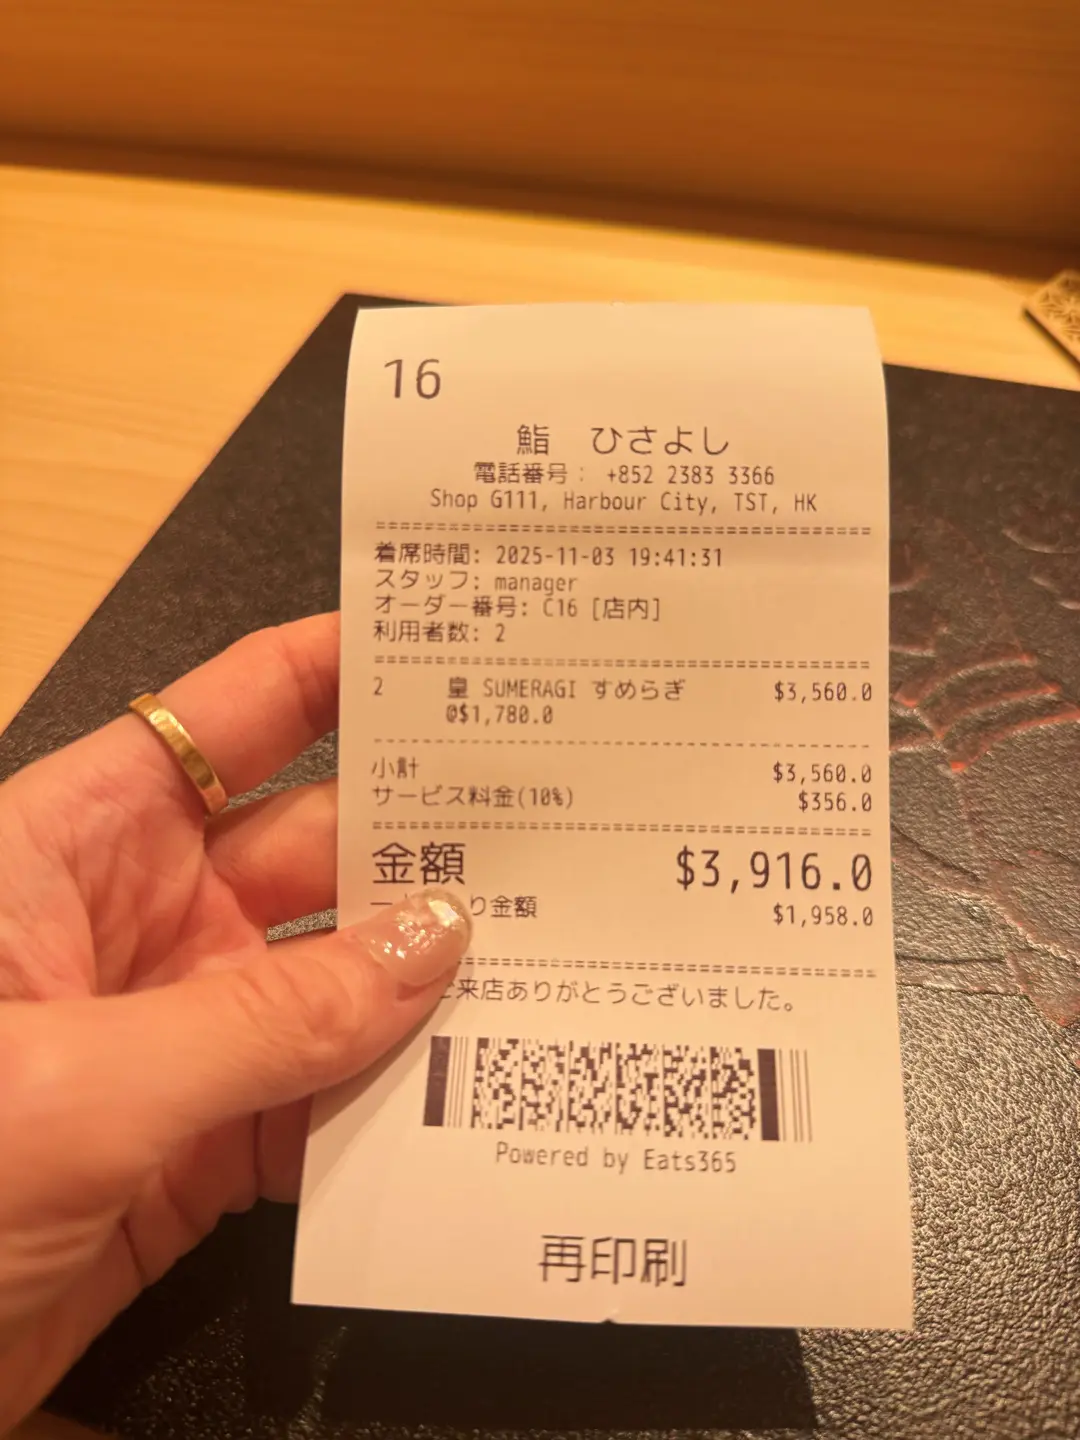 16
鮨 ひさよし
電話番号: +852 2383 3366
Shop G111, Harbour City, TST, HK
着席時間: 2025-11-03 19:41:31
スタッフ: manager
オーダー番号: C16 [店内]
利用者数: 2
2 皇 SUMERAGI すめらぎ $3,560.0
@$1,780.0
小計 $3,560.0
サービス料金(10%) $356.0
金額 $3,916.0
り金額 $1,958.0
来店ありがとうございました。
Powered by Eats365
再印刷